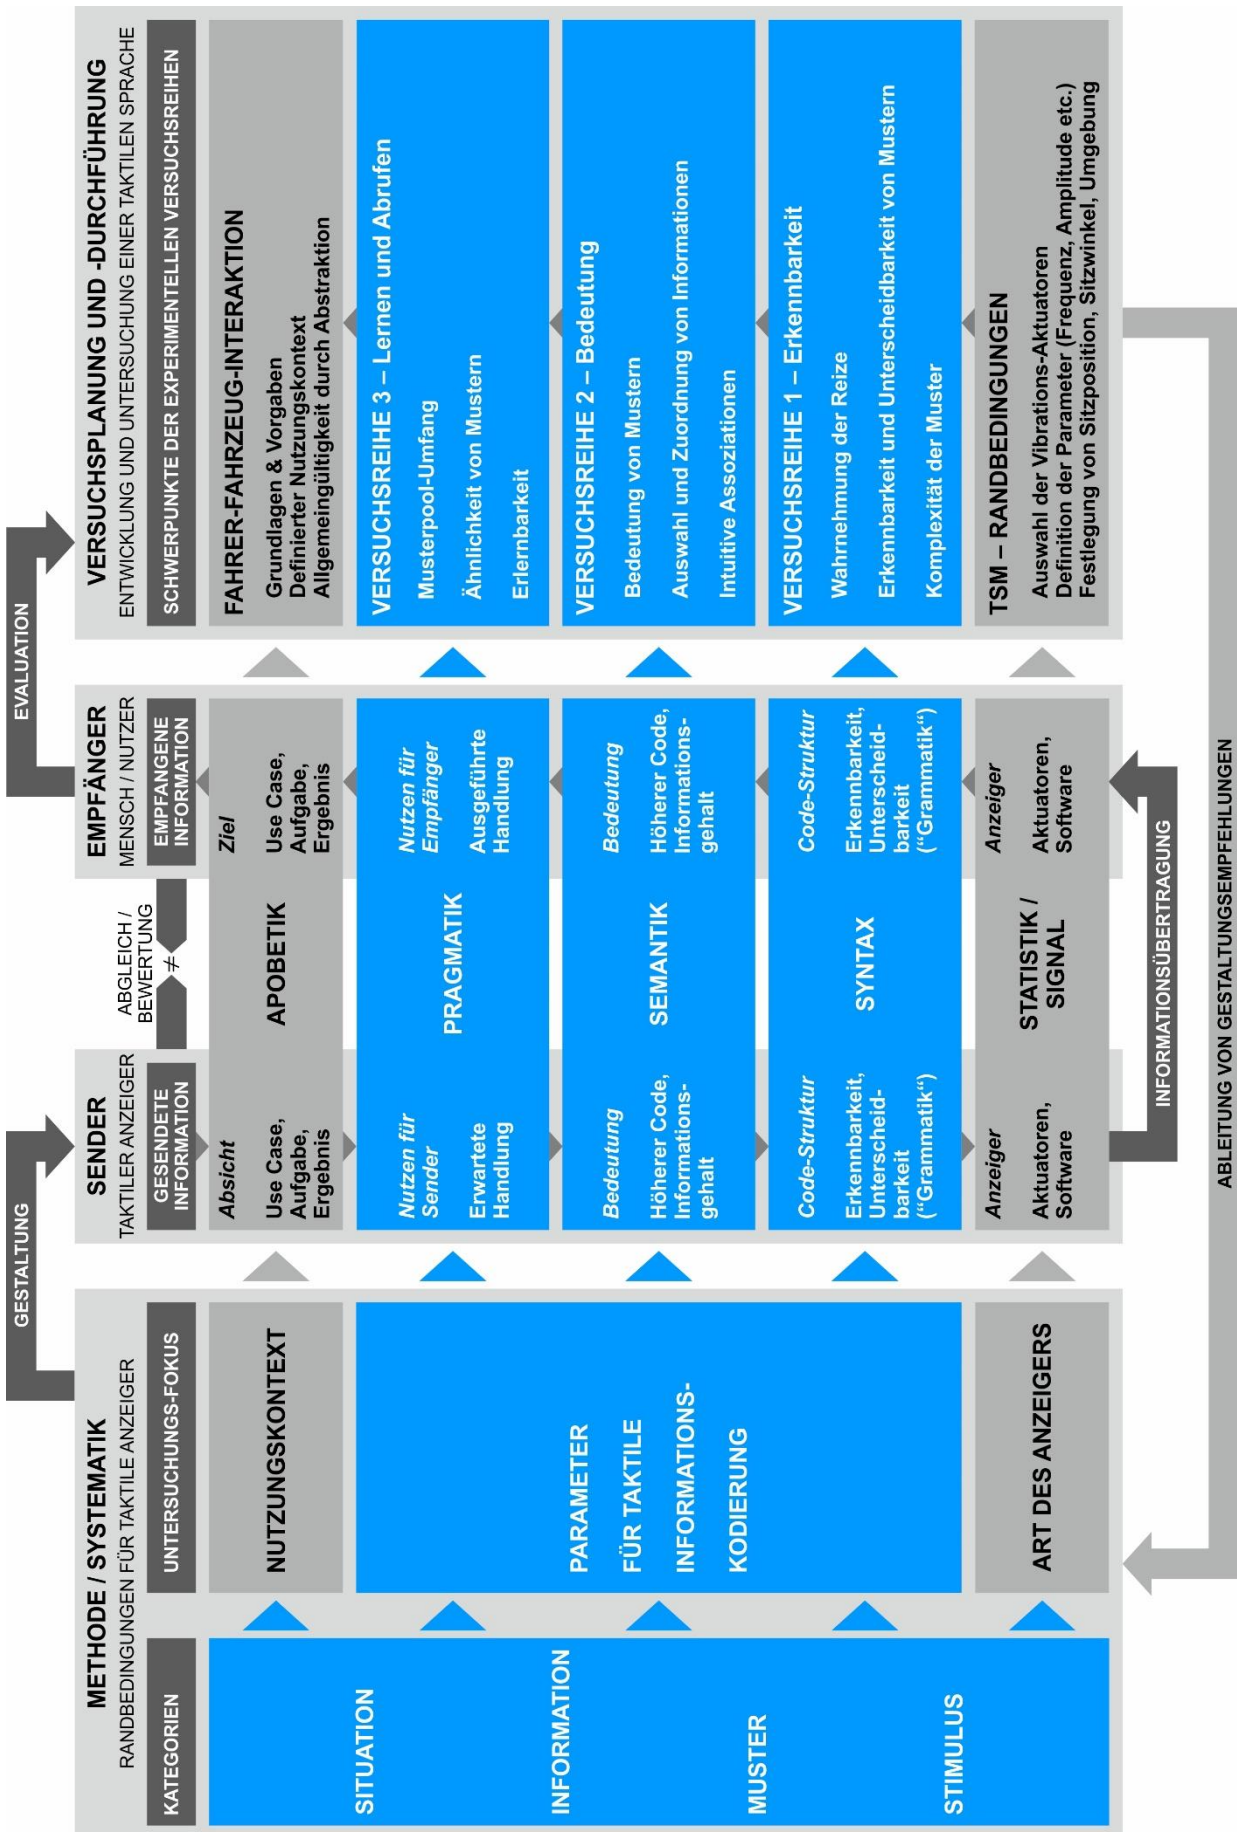 GESTALTUNG
EVALUATION
METHODE / SYSTEMATIK
RANDBEDINGUNGEN FÜR TAKTILE ANZEIGER
KATEGORIEN
UNTERSUCHUNGS-FOKUS
SITUATION
INFORMATION
MUSTER
STIMULUS
NUTZUNGSKONTEXT
PARAMETER
FÜR TAKTILE
INFORMATIONS-
KODIERUNG
ART DES ANZEIGERS
SENDER
TAKTILER ANZEIGER
GESENDETE
INFORMATION
Absicht
Use Case,
Aufgabe,
Ergebnis
Nutzen für
Sender
Erwartete
Handlung
Bedeutung
Höherer Code,
Informations-
gehalt
Code-Struktur
Erkennbarkeit,
Unterscheid-
barkeit
(“Grammatik“)
Anzeiger
Aktuatoren,
Software
ABGLEICH /
BEWERTUNG
≠
APOBETIK
PRAGMATIK
SEMANTIK
SYNTAX
STATISTIK /
SIGNAL
EMPFÄNGER
MENSCH / NUTZER
EMPFANGENE
INFORMATION
Ziel
Use Case,
Aufgabe,
Ergebnis
Nutzen für
Empfänger
Ausgeführte
Handlung
Bedeutung
Höherer Code,
Informations-
gehalt
Code-Struktur
Erkennbarkeit,
Unterscheid-
barkeit
(“Grammatik“)
Anzeiger
Aktuatoren,
Software
VERSUCHSPLANUNG UND -DURCHFÜHRUNG
ENTWICKLUNG UND UNTERSUCHUNG EINER TAKTILEN SPRACHE
SCHWERPUNKTE DER EXPERIMENTELLEN VERSUCHSREIHEN
FAHRER-FAHRZEUG-INTERAKTION
Grundlagen & Vorgaben
Definierter Nutzungskontext
Allgemeingültigkeit durch Abstraktion
VERSUCHSREIHE 3 – Lernen und Abrufen
Musterpool-Umfang
Ähnlichkeit von Mustern
Erlernbarkeit
VERSUCHSREIHE 2 – Bedeutung
Bedeutung von Mustern
Auswahl und Zuordnung von Informationen
Intuitive Assoziationen
VERSUCHSREIHE 1 – Erkennbarkeit
Wahrnehmung der Reize
Erkennbarkeit und Unterscheidbarkeit von Mustern
Komplexität der Muster
TSM – RANDBEDINGUNGEN
Auswahl der Vibrations-Aktuatoren
Definition der Parameter (Frequenz, Amplitude etc.)
Festlegung von Sitzposition, Sitzwinkel, Umgebung
INFORMATIONSÜBERTRAGUNG
ABLEITUNG VON GESTALTUNGSEMPFEHLUNGEN